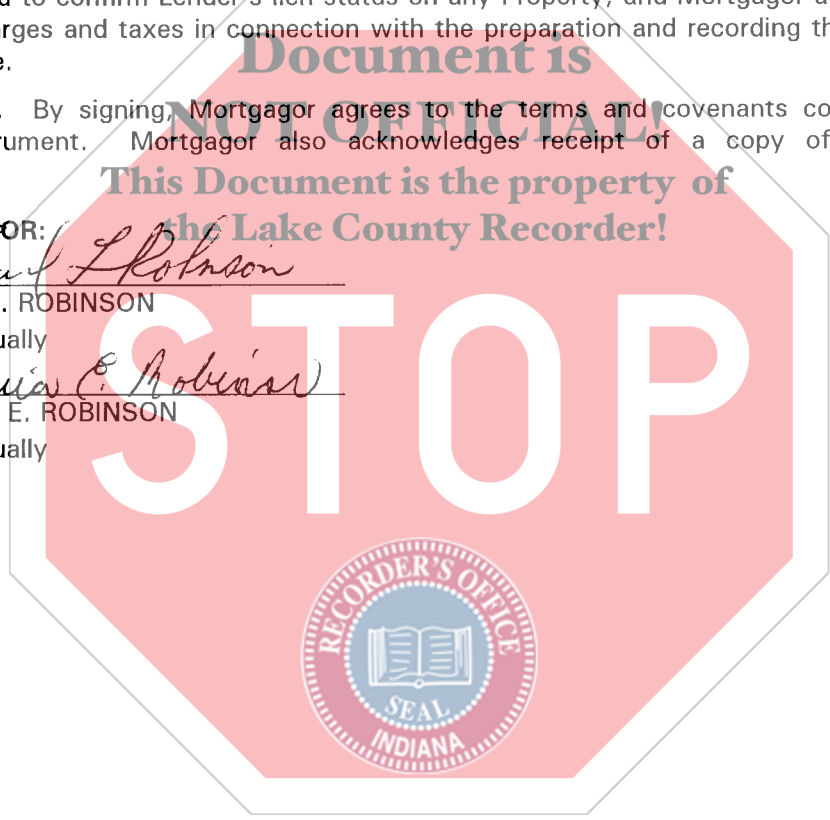 to confirm Lender's lien status on any Property, and Mortgagor a
rges and taxes in connection with the preparation and recording th
e.
Document is
. By signing, Mortgagor agrees to the terms and covenants co
NOT OFFICIAL!
rument. Mortgagor also acknowledges receipt of a copy of
This Document is the property of
the Lake County Recorder!
OR:
L Robinson
. ROBINSON
ually
E. Robinson
E. ROBINSON
ually
STOP
RECORDER'S OFFICE
SEAL
INDIANA